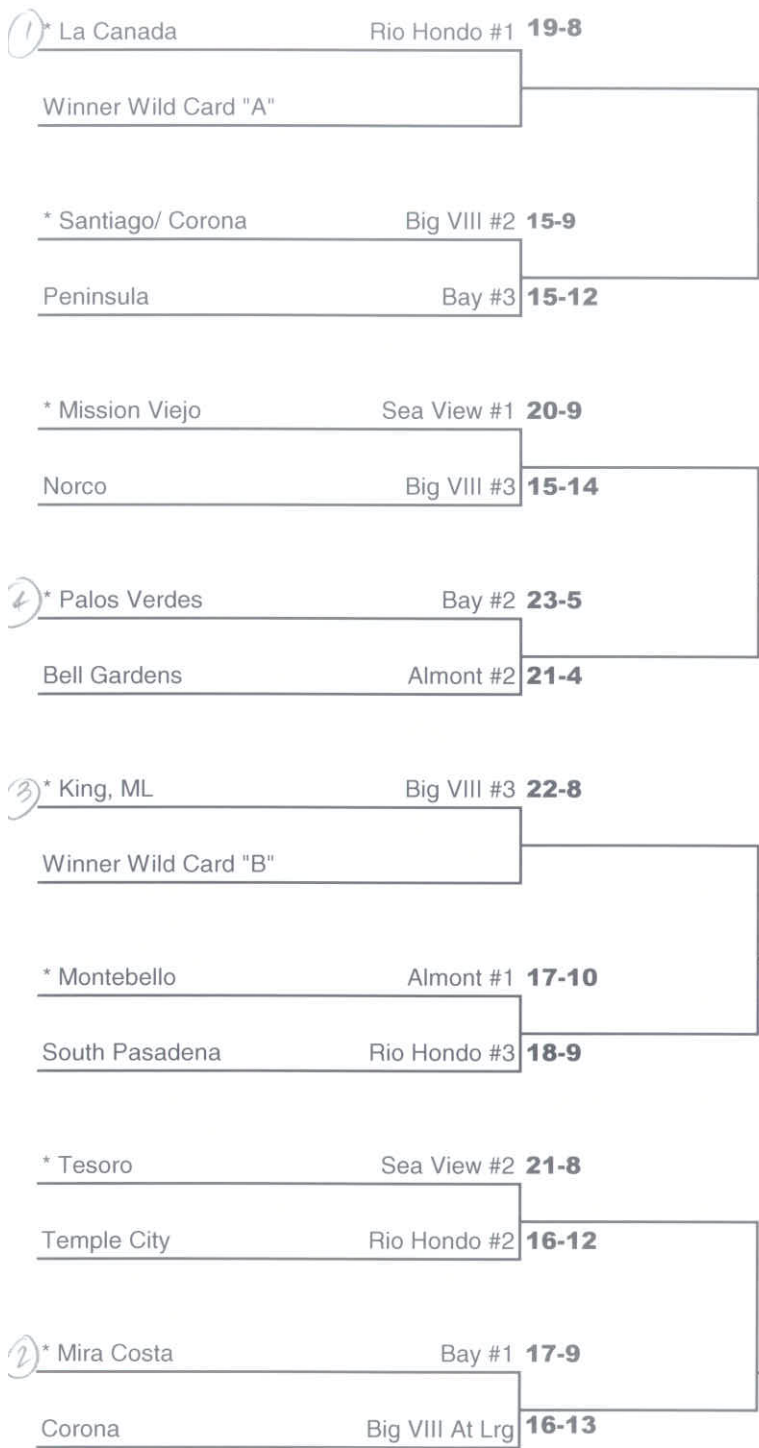 1 * La Canada Rio Hondo #1 19-8
Winner Wild Card "A"
* Santiago/ Corona Big VIII #2 15-9
Peninsula Bay #3 15-12
* Mission Viejo Sea View #1 20-9
Norco Big VIII #3 15-14
4 * Palos Verdes Bay #2 23-5
Bell Gardens Almont #2 21-4
3 * King, ML Big VIII #3 22-8
Winner Wild Card "B"
* Montebello Almont #1 17-10
South Pasadena Rio Hondo #3 18-9
* Tesoro Sea View #2 21-8
Temple City Rio Hondo #2 16-12
2 * Mira Costa Bay #1 17-9
Corona Big VIII At Lrg 16-13